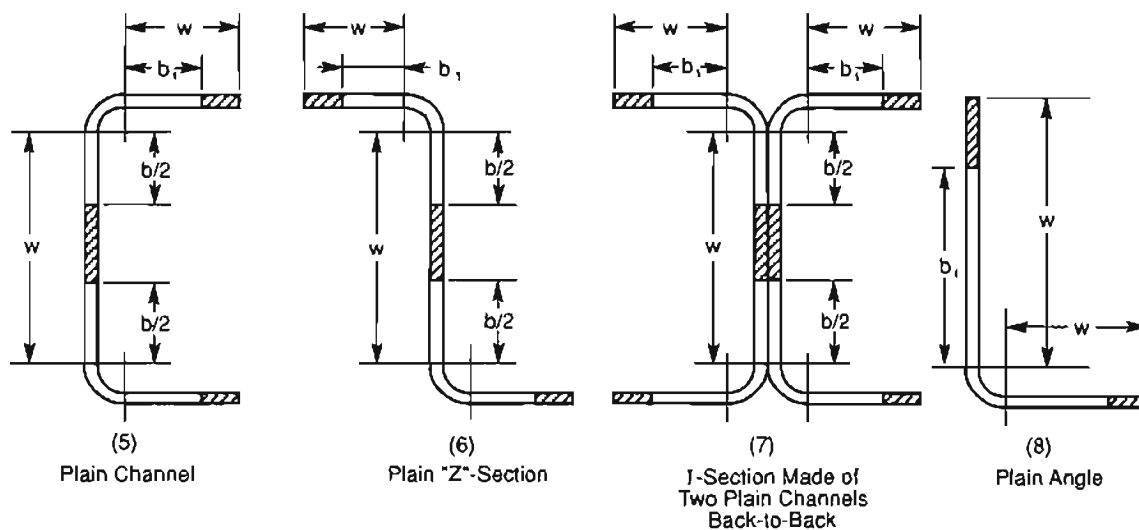 w w w w
b₁ b₁ b₁ b₁
b/2 b/2 b/2
w w w w
b₁
b/2 b/2 b/2
w
(5) (6) (7) (8)
Plain Channel Plain "Z"-Section I-Section Made of Plain Angle
Two Plain Channels
Back-to-Back